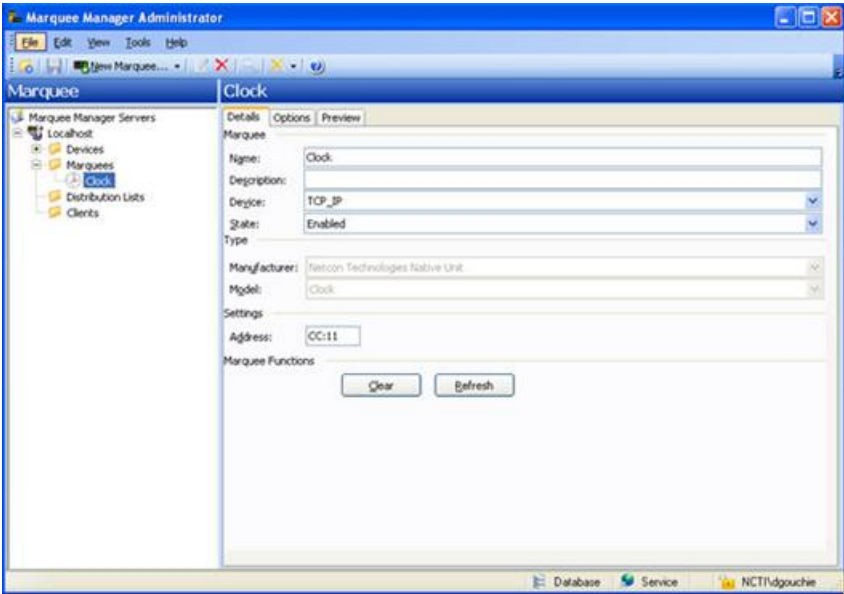 Marquee Manager Administrator
File Edit View Tools Help
New Marquee...
Marquee
Clock
Marquee Manager Servers
Localhost
Devices
Marquees
Clock
Distribution Lists
Clients
Details Options Preview
Marquee
Name: Clock
Description:
Device: TCP_IP
State: Enabled
Type
Manufacturer: Netcon Technologies Native Unit
Model: Clock
Settings
Address: CC:11
Marquee Functions
Clear Refresh
Database Service NCTI\dgouchie